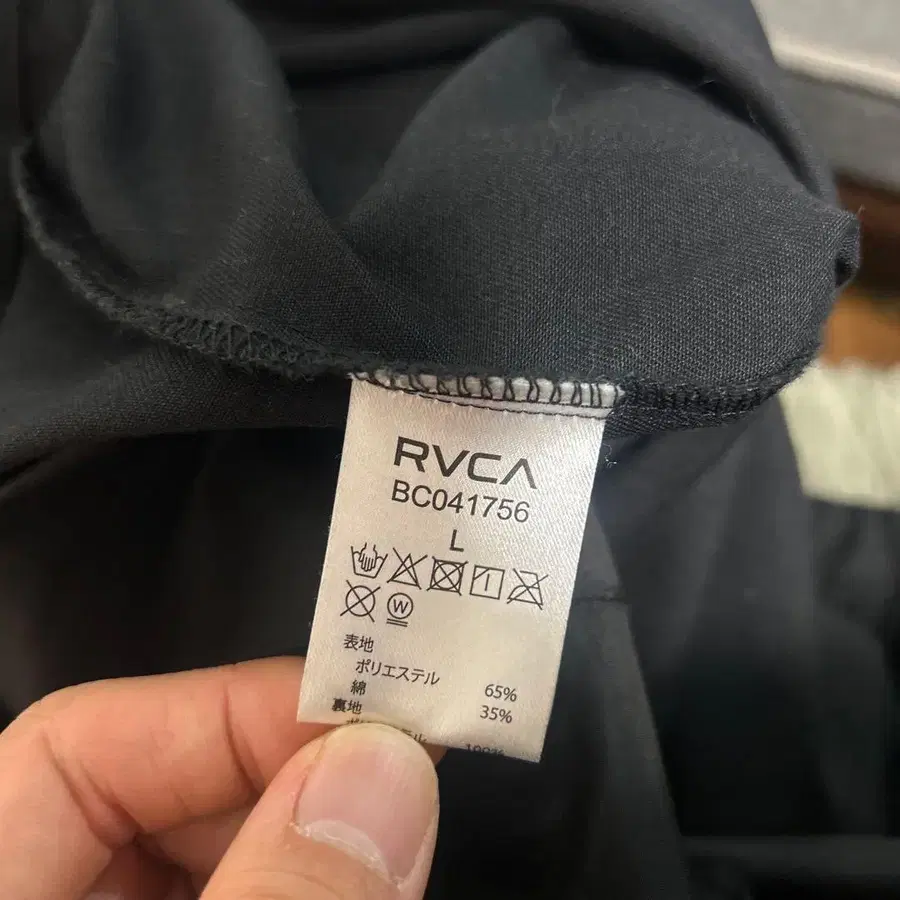 RVCA
BC041756
L
W
表地
ポリエステル 65%
綿 35%
裏地